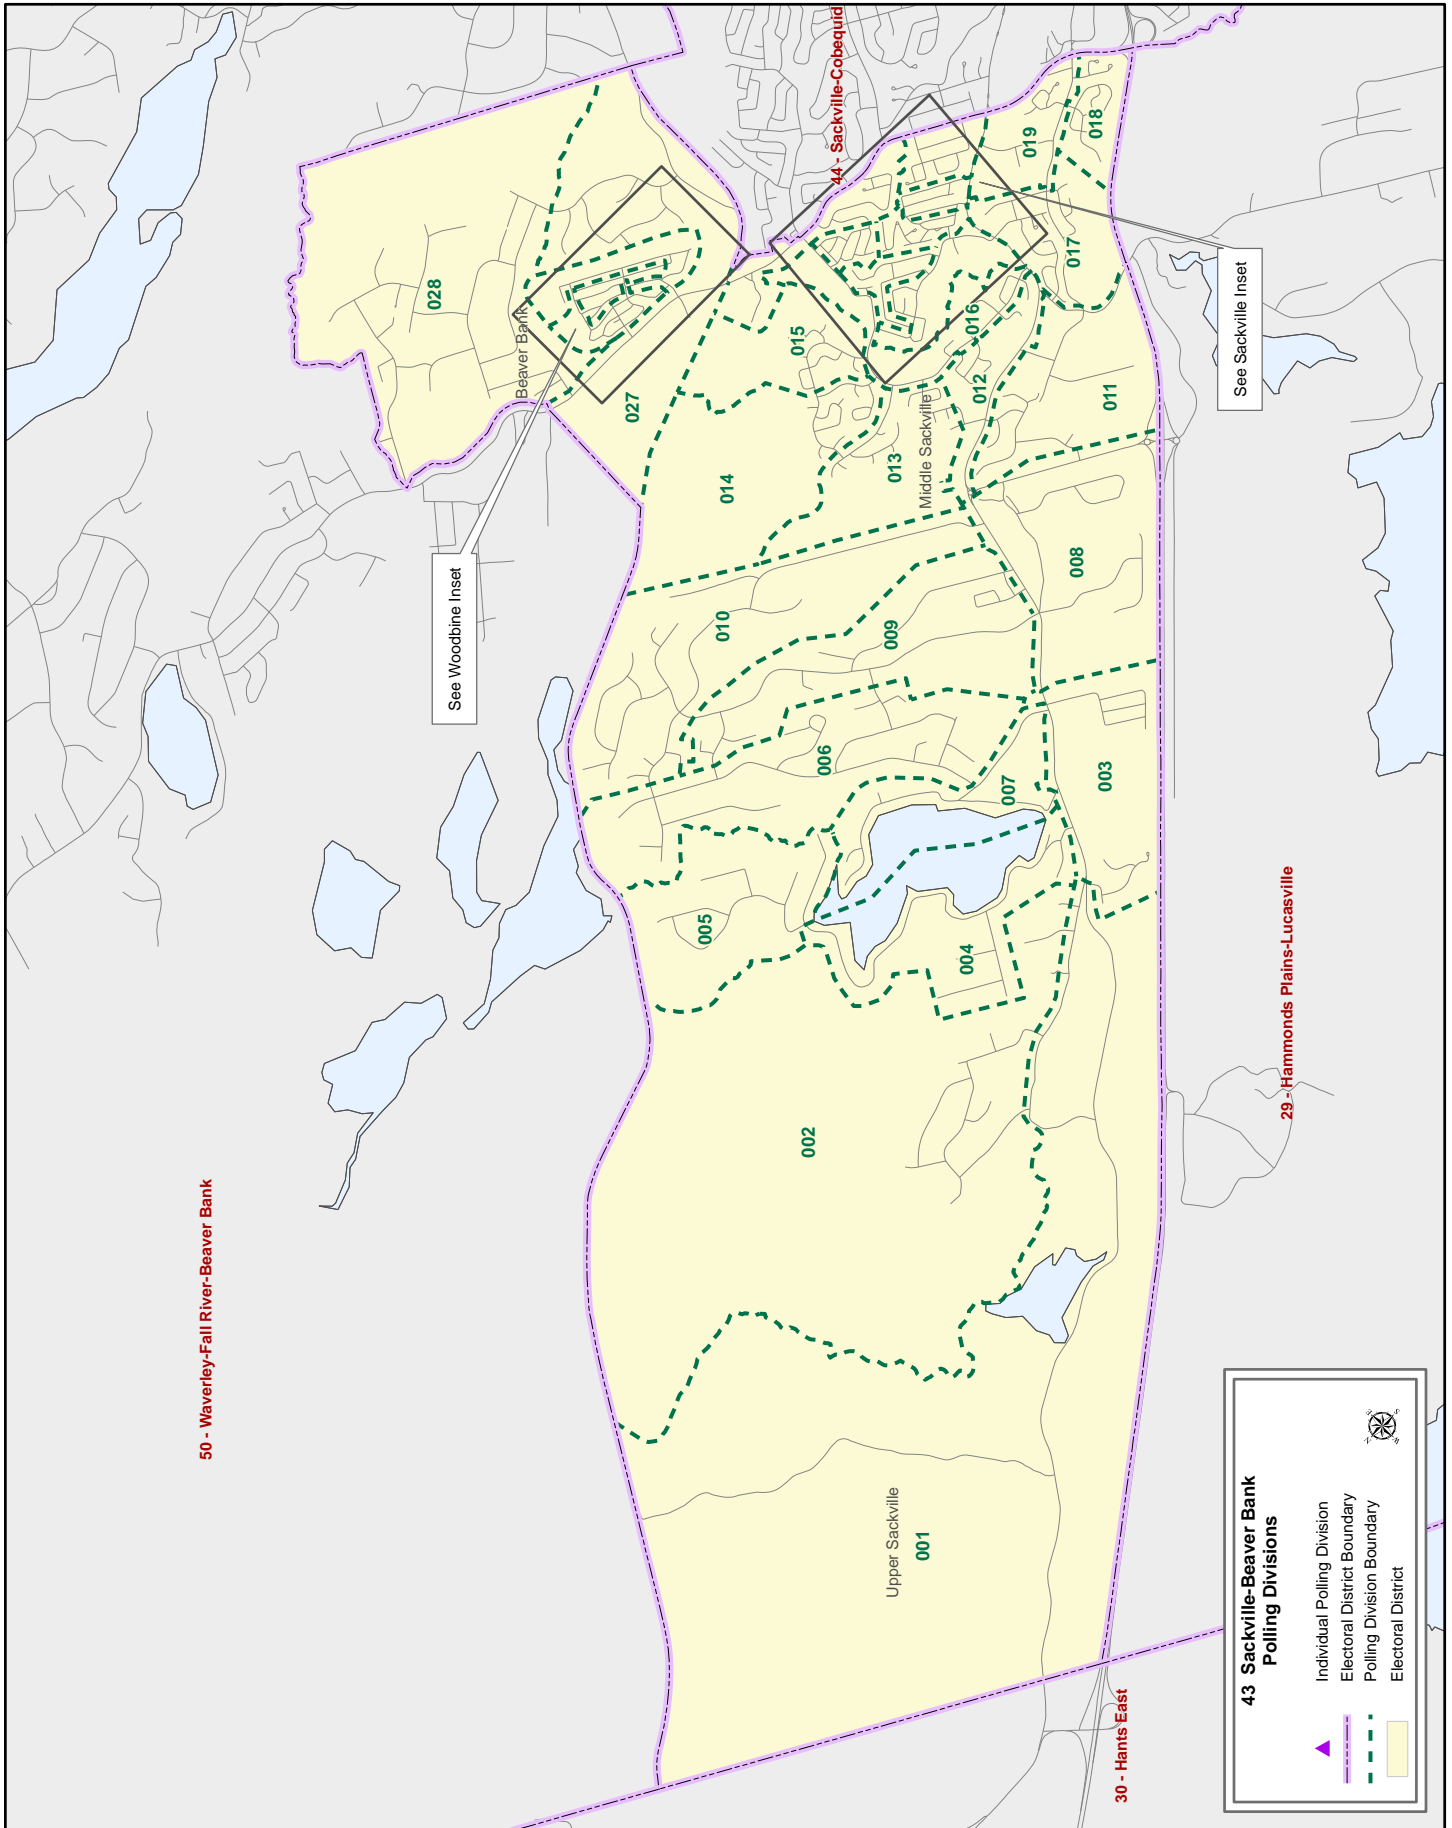 50 - Waverley-Fall River-Beaver Bank
44 - Sackville-Cobequid
29 - Hammonds Plains-Lucasville
30 - Hants East
Beaver Bank
Middle Sackville
Upper Sackville
See Woodbine Inset
See Sackville Inset
001
002
003
004
005
006
007
008
009
010
011
012
013
014
015
016
017
018
019
027
028
43 Sackville-Beaver Bank
Polling Divisions
Individual Polling Division
Electoral District Boundary
Polling Division Boundary
Electoral District